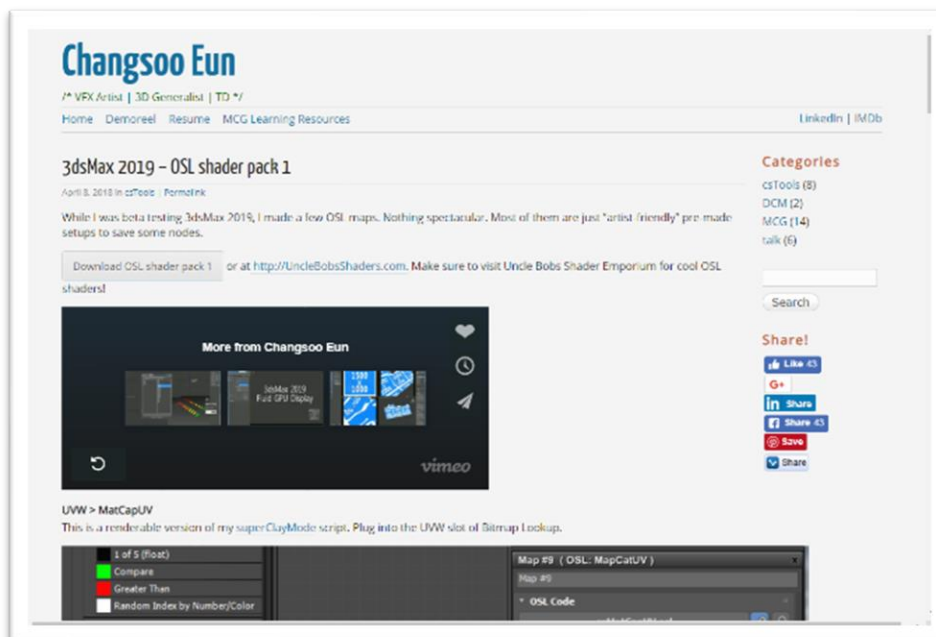 Changsoo Eun
/* VFX Artist | 3D Generalist | TD */
Home Demoreel Resume MCG Learning Resources LinkedIn | IMDb
3dsMax 2019 – OSL shader pack 1
April 8, 2018 in csTools | Permalink
While I was beta testing 3dsMax 2019, I made a few OSL maps. Nothing spectacular. Most of them are just "artist friendly" pre-made
setups to save some nodes.
Download OSL shader pack 1 or at http://UncleBobsShaders.com. Make sure to visit Uncle Bobs Shader Emporium for cool OSL
shaders!
More from Changsoo Eun
3dsMax 2019
Fluid GPU Display
1500
x
1000
vimeo
UVW > MatCapUV
This is a renderable version of my superClayMode script. Plug into the UVW slot of Bitmap Lookup.
1 of 5 (float)
Compare
Greater Than
Random Index by Number/Color
Map #9 ( OSL: MapCatUV )
Map #9
OSL Code
Categories
csTools (8)
DCM (2)
MCG (14)
talk (6)
Search
Share!
Like 43
G+
in Share
Share 43
Save
Share